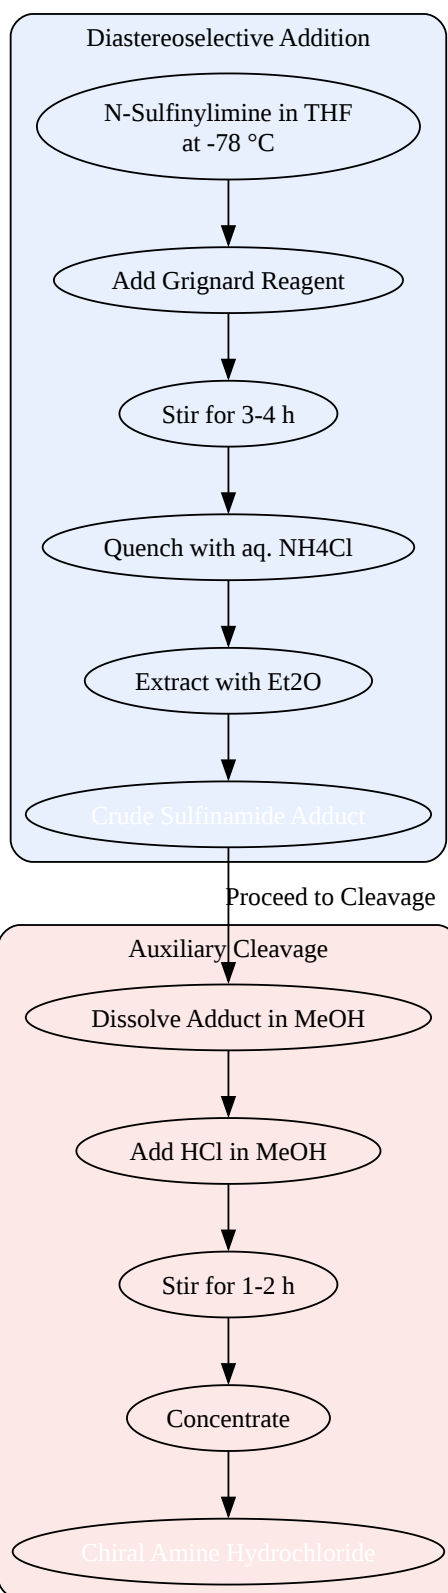 Diastereoselective Addition
N-Sulfinylimine in THF
at -78 °C
Add Grignard Reagent
Stir for 3-4 h
Quench with aq. NH4Cl
Extract with Et2O
Crude Sulfinamide Adduct
Proceed to Cleavage
Auxiliary Cleavage
Dissolve Adduct in MeOH
Add HCl in MeOH
Stir for 1-2 h
Concentrate
Chiral Amine Hydrochloride